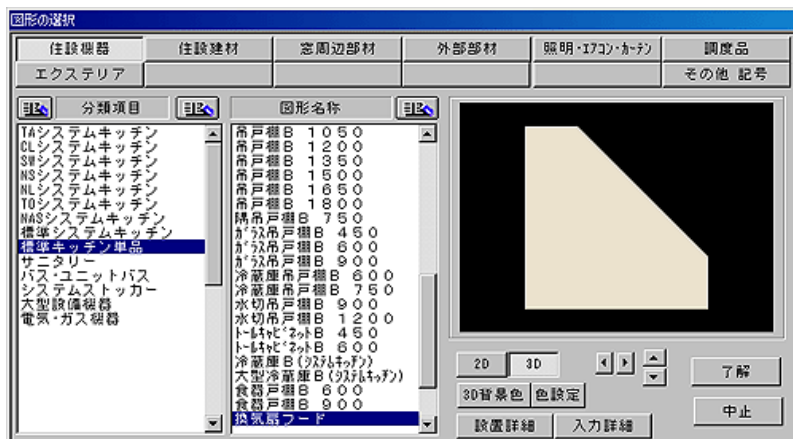 図形の選択
住設機器 住設建材 窓周辺部材 外部部材 照明・ｴｱｺﾝ・ｶｰﾃﾝ 調度品
エクステリア その他 記号
分類項目 図形名称
TAシステムキッチン
CLシステムキッチン
SWシステムキッチン
NSシステムキッチン
NLシステムキッチン
TOシステムキッチン
NASシステムキッチン
標準システムキッチン
標準キッチン単品
サニタリー
バス・ユニットバス
システムストッカー
大型設備機器
電気・ガス機器
吊戸棚Ｂ １０５０
吊戸棚Ｂ １２００
吊戸棚Ｂ １３５０
吊戸棚Ｂ １５００
吊戸棚Ｂ １６５０
吊戸棚Ｂ １８００
隅吊戸棚Ｂ ７５０
ｶﾞﾗｽ吊戸棚Ｂ ４５０
ｶﾞﾗｽ吊戸棚Ｂ ６００
ｶﾞﾗｽ吊戸棚Ｂ ９００
冷蔵庫吊戸棚Ｂ ６００
冷蔵庫吊戸棚Ｂ ７５０
水切吊戸棚Ｂ ９００
水切吊戸棚Ｂ １２００
ﾄｰﾙｷｬﾋﾞﾈｯﾄＢ ４５０
ﾄｰﾙｷｬﾋﾞﾈｯﾄＢ ６００
冷蔵庫Ｂ(ｼｽﾃﾑｷｯﾁﾝ)
大型冷蔵庫Ｂ(ｼｽﾃﾑｷｯﾁﾝ)
食器戸棚Ｂ ６００
食器戸棚Ｂ ９００
換気扇フード
2D 3D
3D背景色 色設定
設置詳細 入力詳細
了解
中止